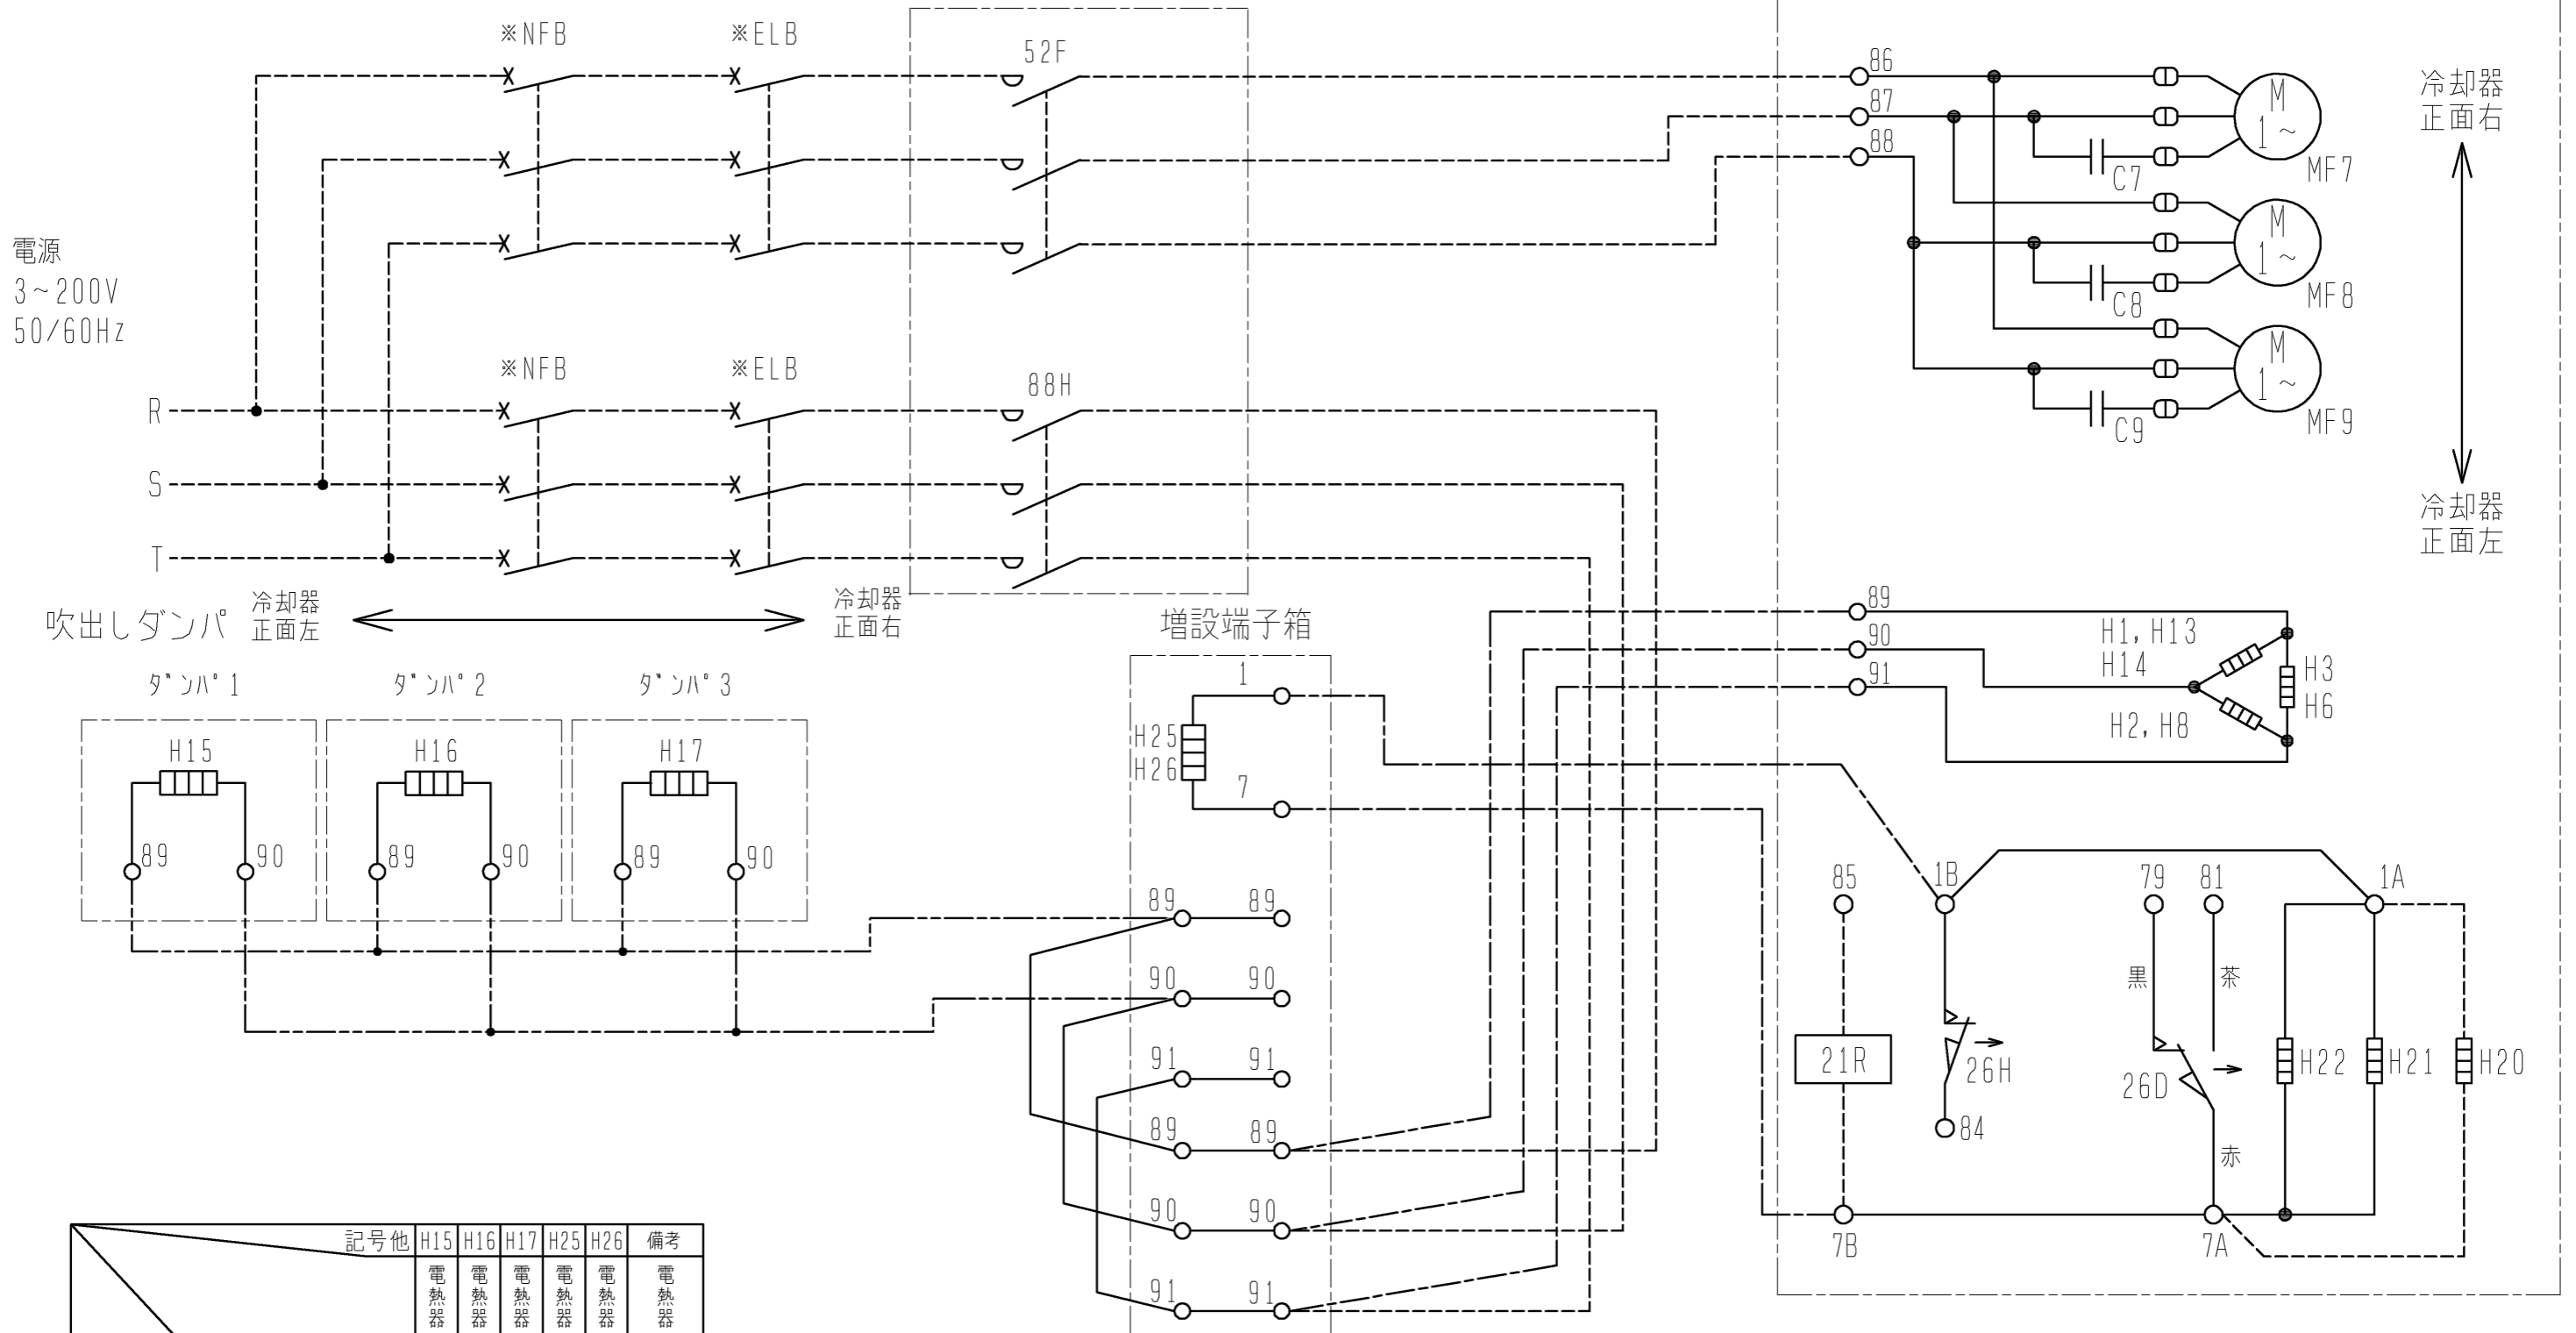 ※NFB
※ELB
52F
86
87
88
M
1~
MF7
C7
M
1~
MF8
C8
M
1~
MF9
C9
冷却器
正面右
冷却器
正面左
電源
3~200V
50/60Hz
※NFB
※ELB
88H
R
S
T
吹出しダンパ
冷却器
正面左
冷却器
正面右
増設端子箱
ダンパ1
ダンパ2
ダンパ3
H15
H16
H17
89
90
89
90
89
90
1
H25
H26
7
89
89
90
90
91
91
89
89
90
90
91
91
89
90
91
H1,H13
H14
H3
H6
H2,H8
85
1B
79
81
1A
黒
茶
21R
26H
26D
H22
H21
H20
84
赤
7B
7A
記号他
H15
H16
H17
H25
H26
備考
電熱器
電熱器
電熱器
電熱器
電熱器
電熱器